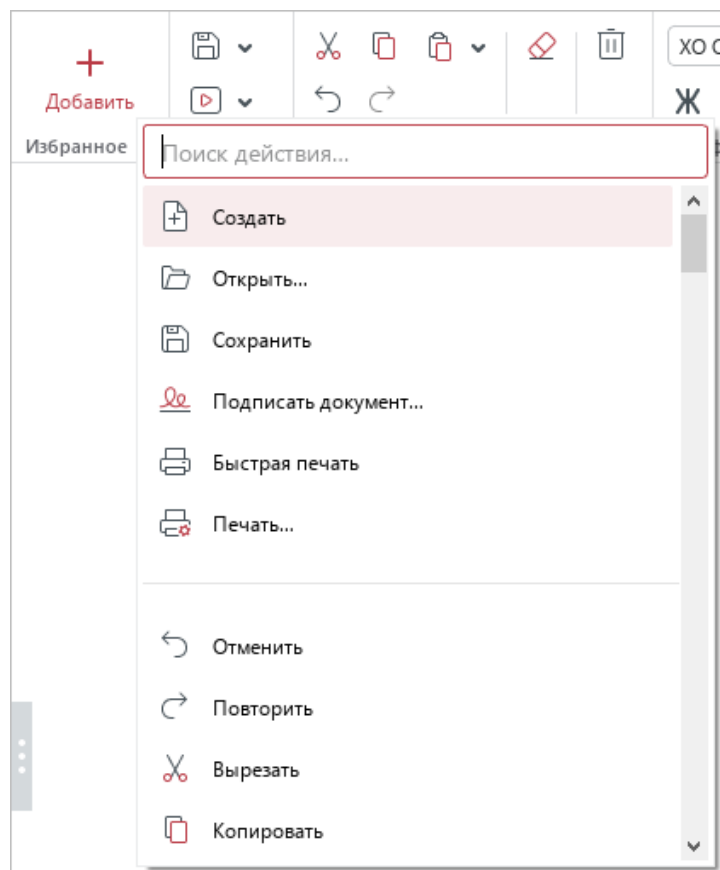 Добавить
ХО
Ж
Избранное
Поиск действия...
Создать
Открыть...
Сохранить
Подписать документ...
Быстрая печать
Печать...
Отменить
Повторить
Вырезать
Копировать